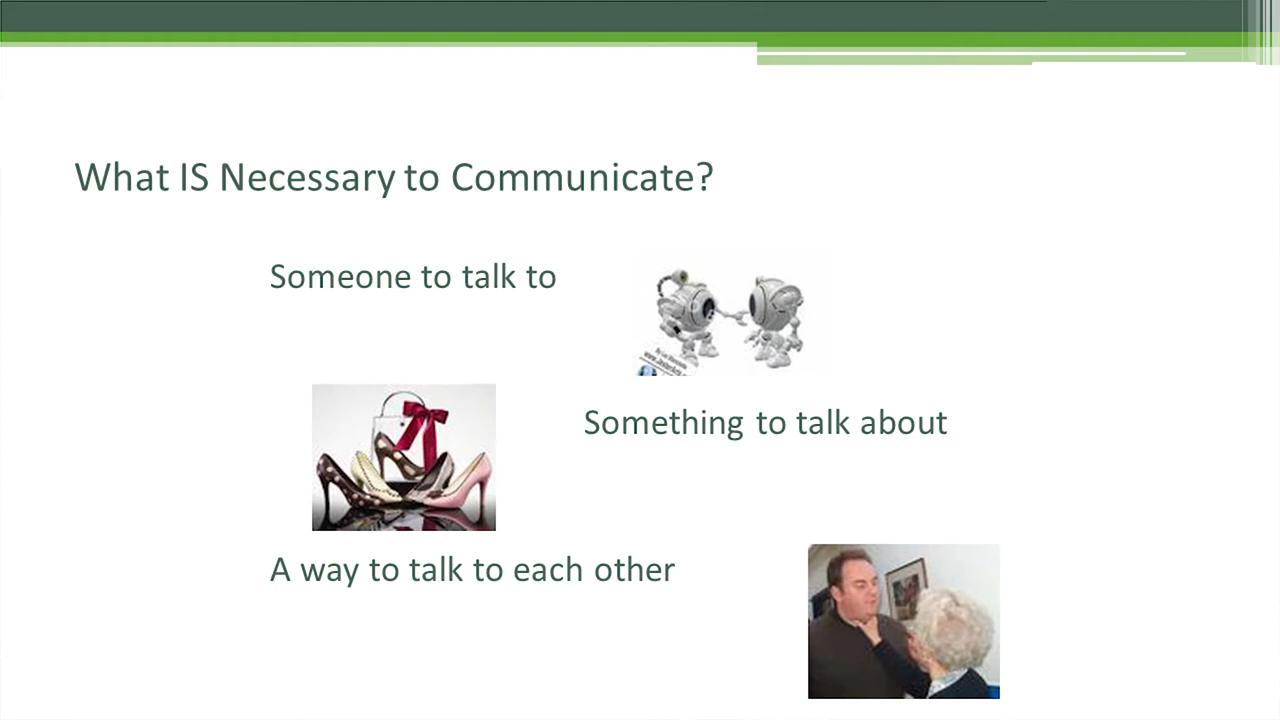 What IS Necessary to Communicate?
Someone to talk to
Something to talk about
A way to talk to each other